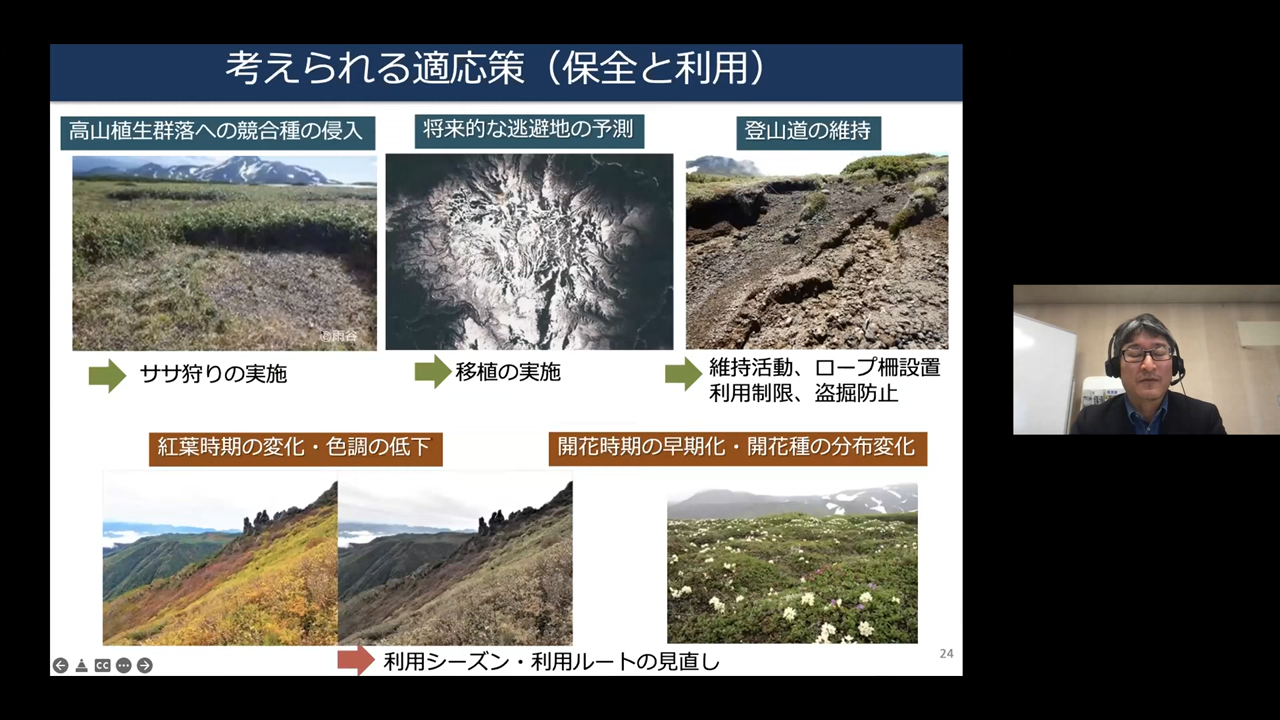 考えられる適応策（保全と利用）
高山植生群落への競合種の侵入
将来的な逃避地の予測
登山道の維持
©雨谷
ササ狩りの実施
移植の実施
維持活動、ロープ柵設置
利用制限、盗掘防止
紅葉時期の変化・色調の低下
開花時期の早期化・開花種の分布変化
利用シーズン・利用ルートの見直し
24
CC